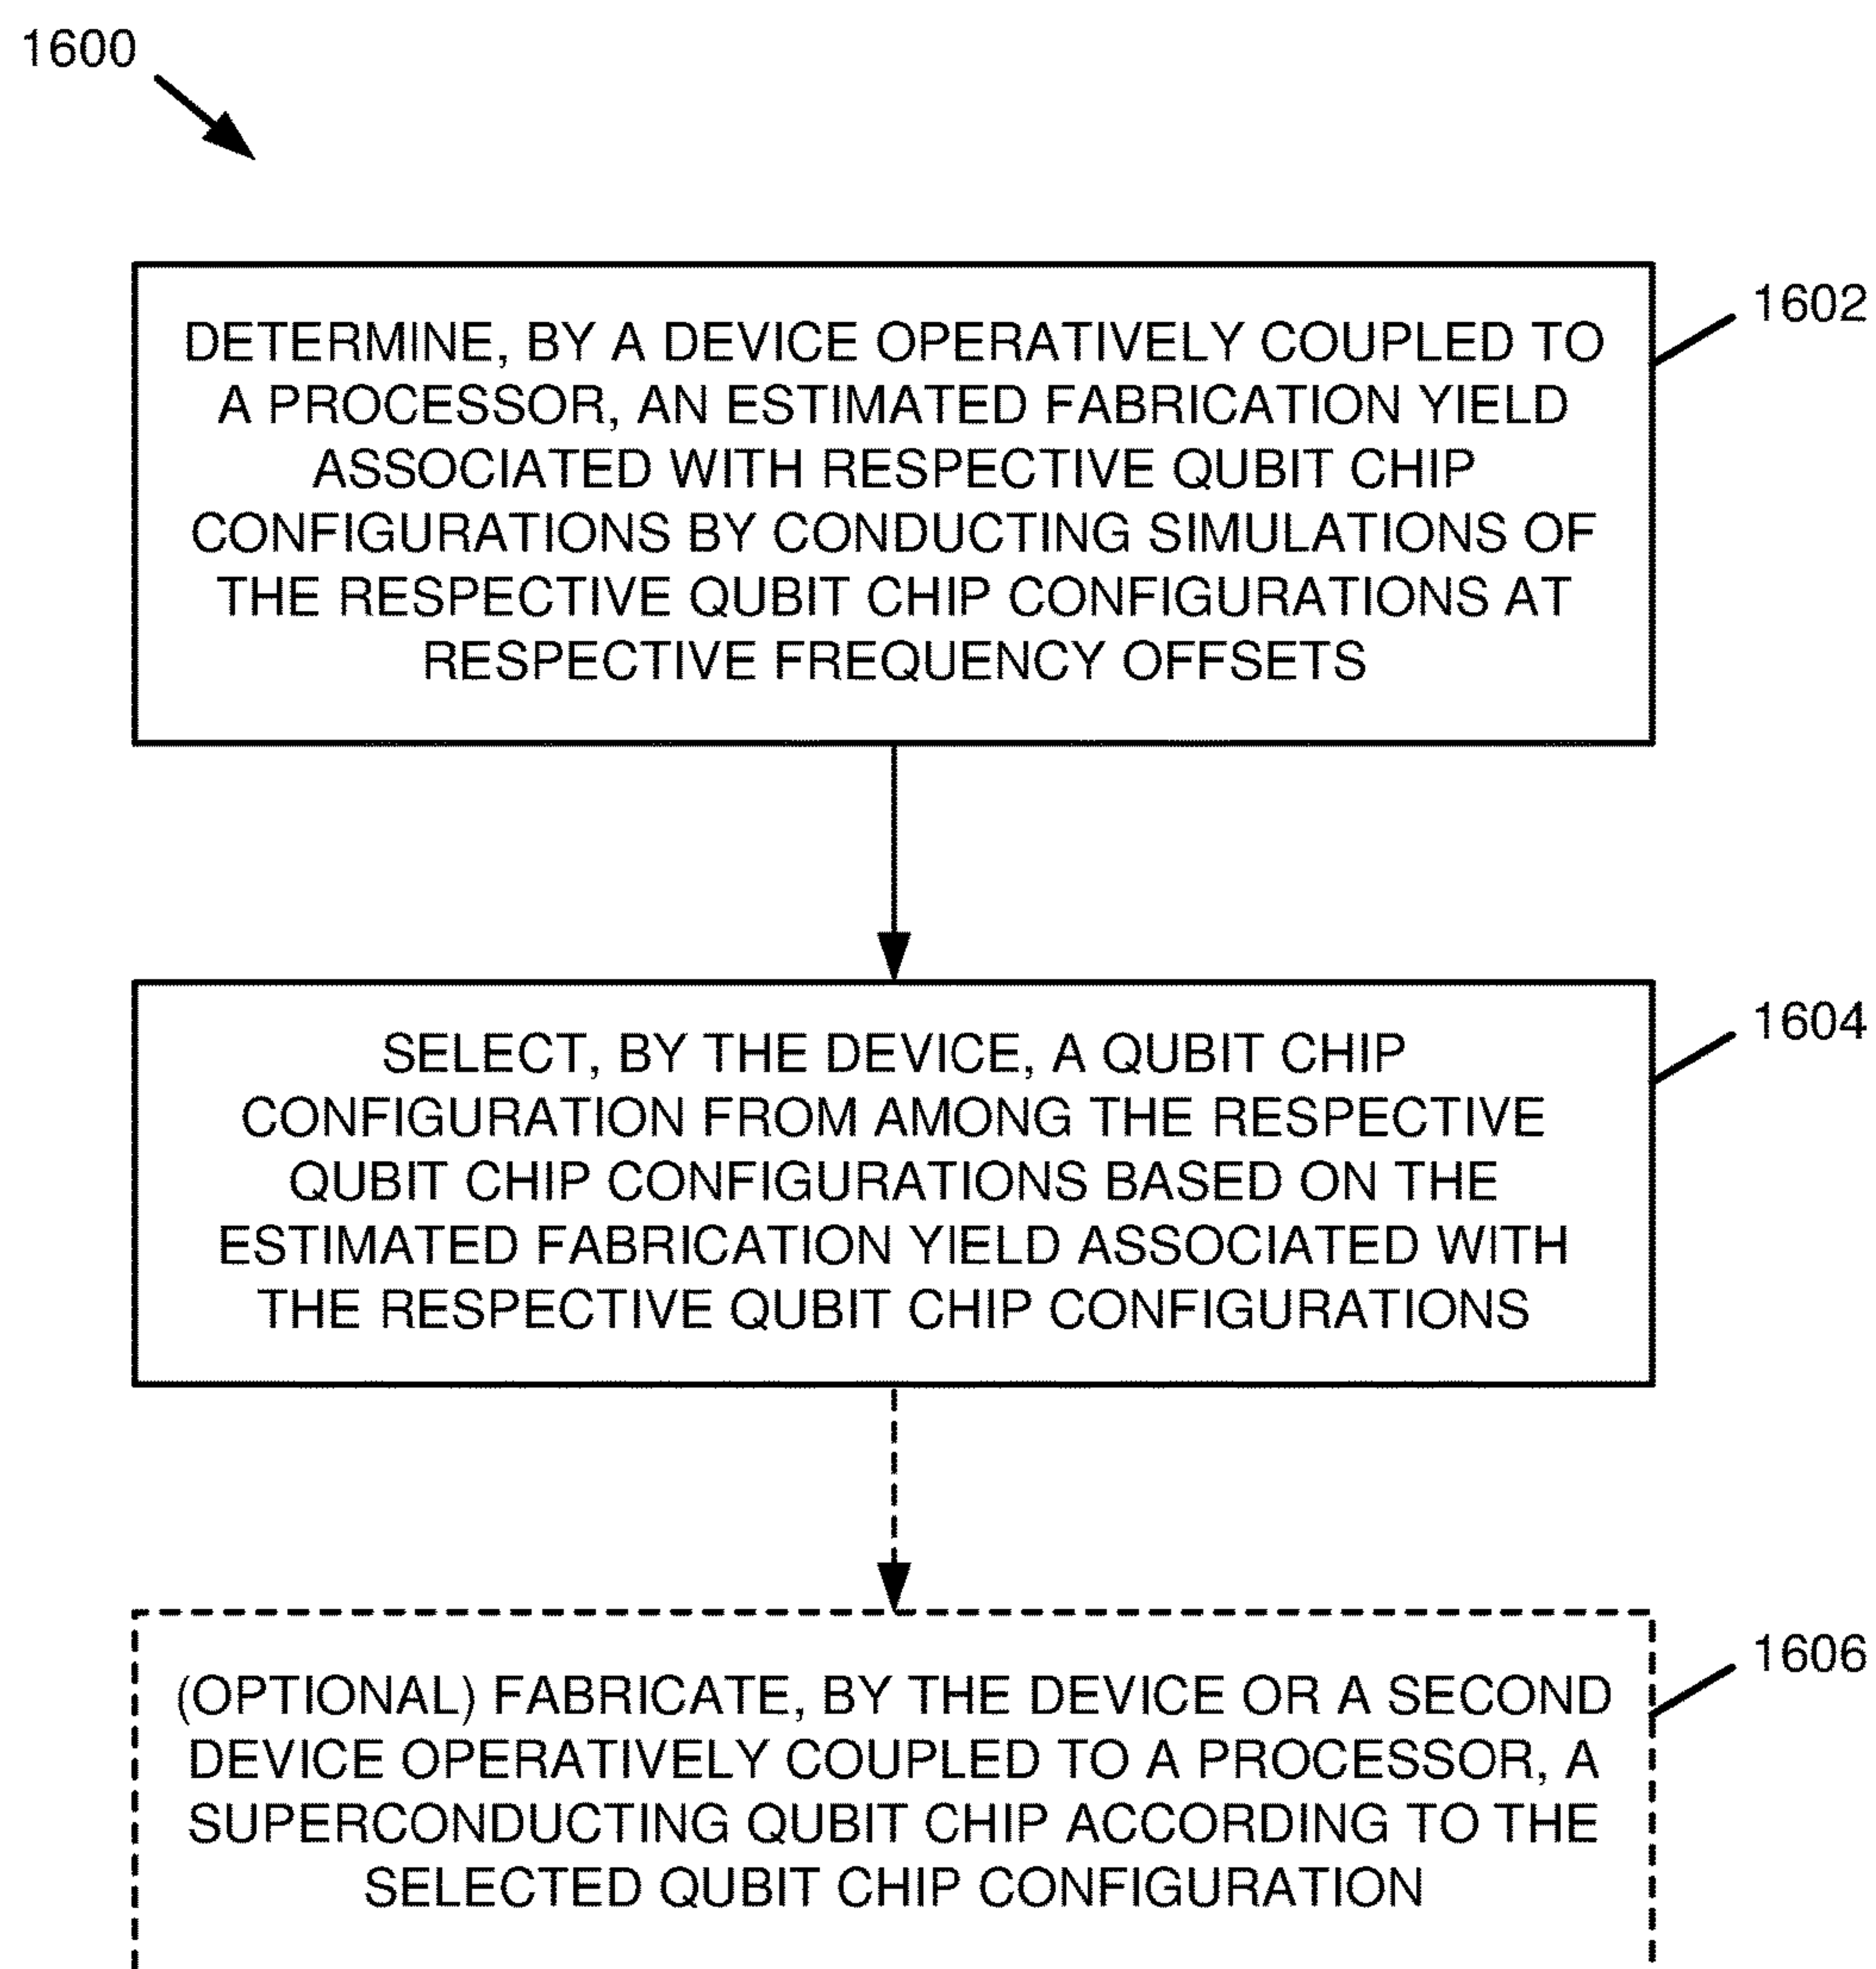 1600
1602
DETERMINE, BY A DEVICE OPERATIVELY COUPLED TO
A PROCESSOR, AN ESTIMATED FABRICATION YIELD
ASSOCIATED WITH RESPECTIVE QUBIT CHIP
CONFIGURATIONS BY CONDUCTING SIMULATIONS OF
THE RESPECTIVE QUBIT CHIP CONFIGURATIONS AT
RESPECTIVE FREQUENCY OFFSETS
1604
SELECT, BY THE DEVICE, A QUBIT CHIP
CONFIGURATION FROM AMONG THE RESPECTIVE
QUBIT CHIP CONFIGURATIONS BASED ON THE
ESTIMATED FABRICATION YIELD ASSOCIATED WITH
THE RESPECTIVE QUBIT CHIP CONFIGURATIONS
1606
(OPTIONAL) FABRICATE, BY THE DEVICE OR A SECOND
DEVICE OPERATIVELY COUPLED TO A PROCESSOR, A
SUPERCONDUCTING QUBIT CHIP ACCORDING TO THE
SELECTED QUBIT CHIP CONFIGURATION